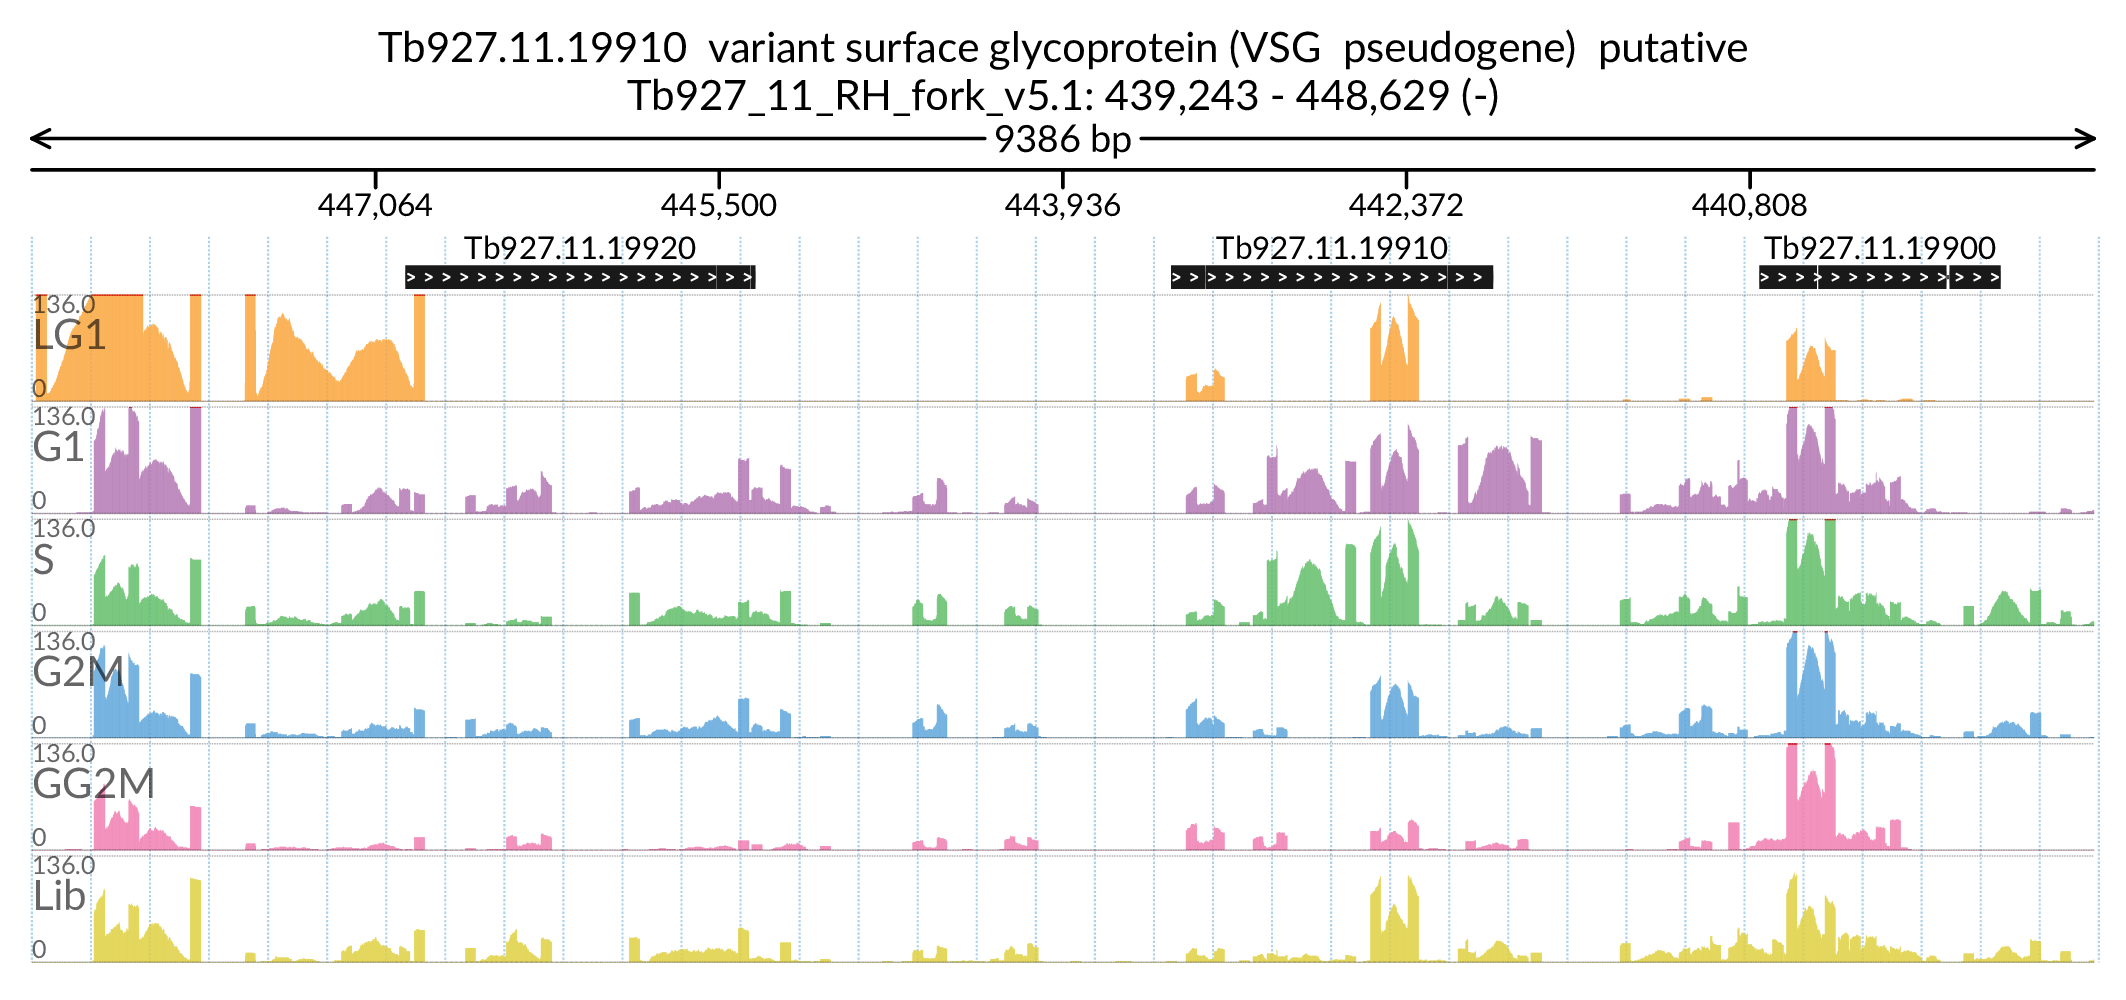 Tb927.11.19910 variant surface glycoprotein (VSG pseudogene) putative
Tb927_11_RH_fork_v5.1: 439,243 - 448,629 (-)
9386 bp
447,064 445,500 443,936 442,372 440,808
Tb927.11.19920 Tb927.11.19910 Tb927.11.19900
136.0
LG1
0
136.0
G1
0
136.0
S
0
136.0
G2M
0
136.0
GG2M
0
136.0
Lib
0